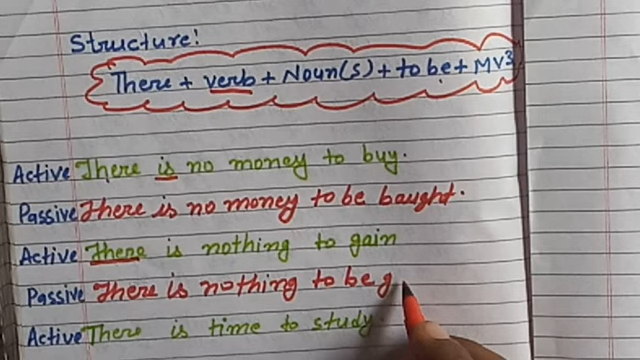 Structure:
There + verb + Noun(s) + to be + MV3
Active There is no money to buy.
Passive There is no money to be baught.
Active There is nothing to gain
Passive There is nothing to be g
Active There is time to study